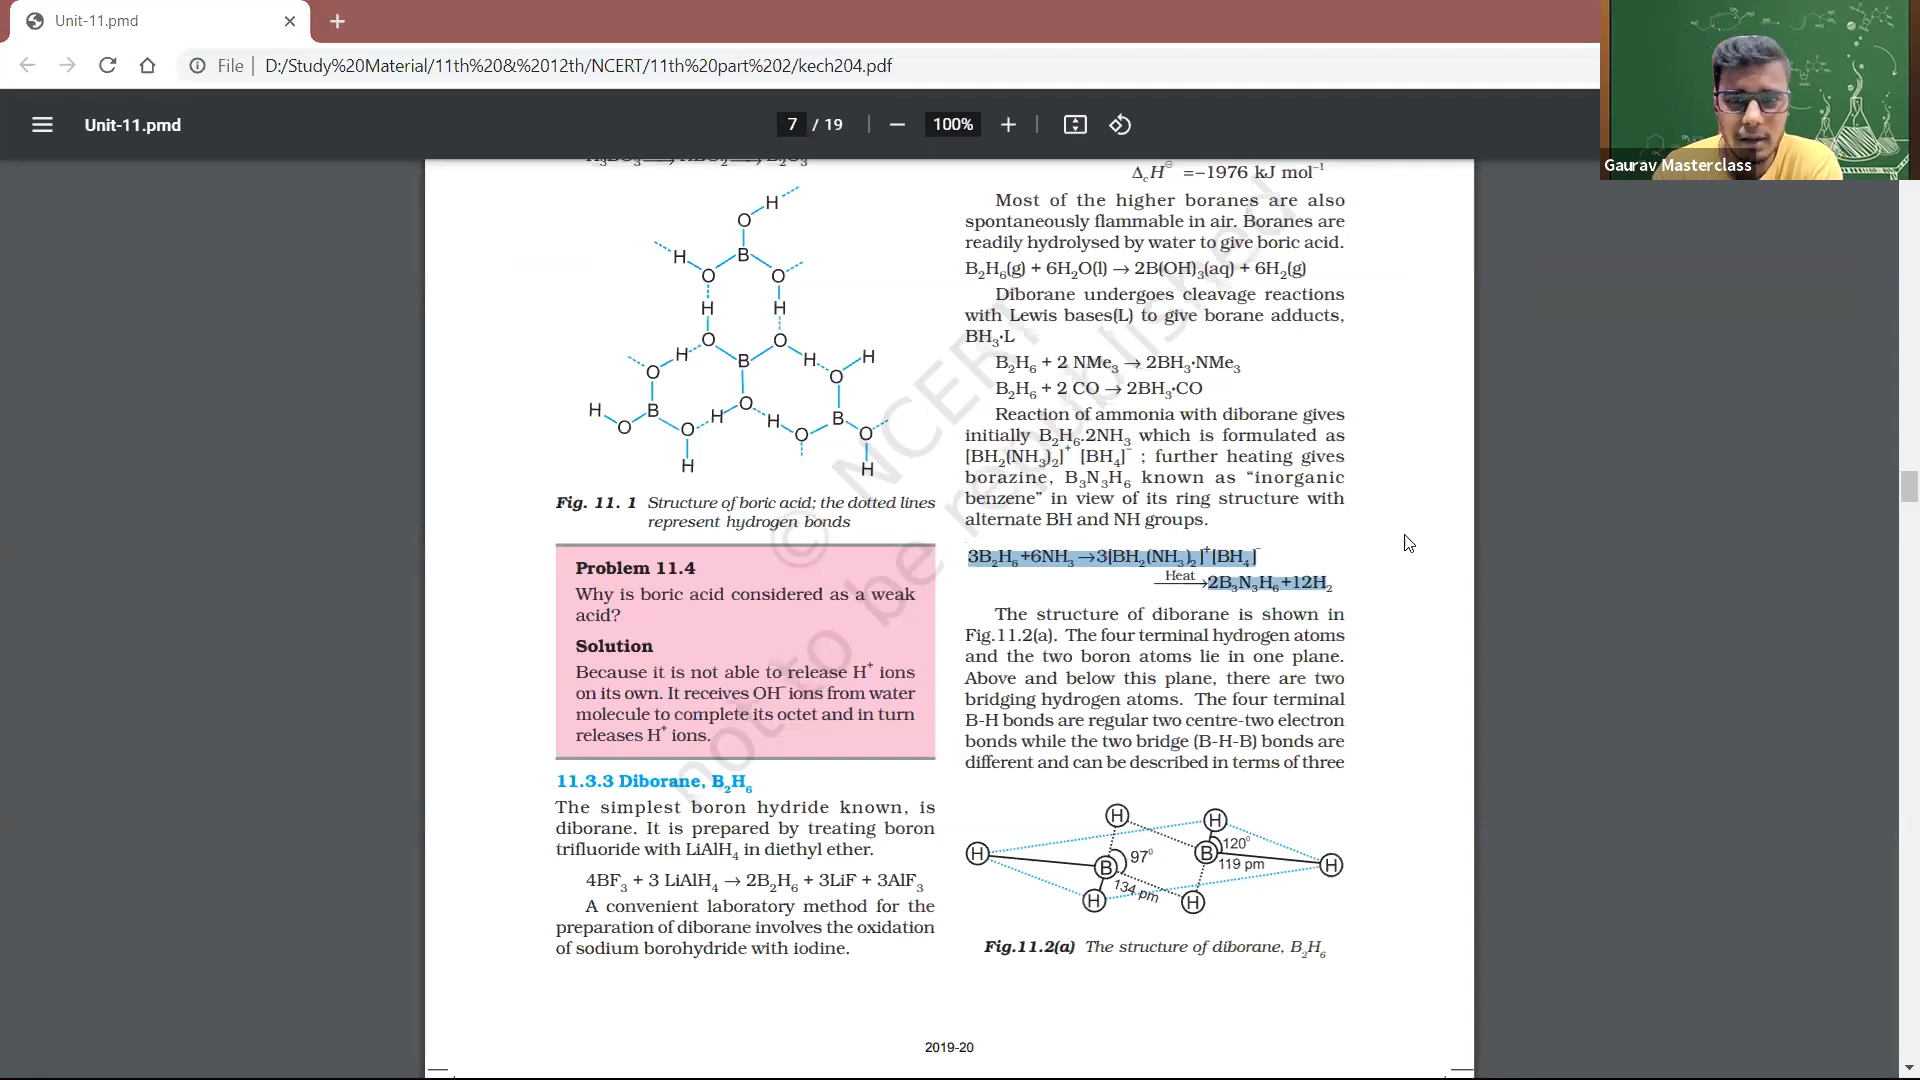 Unit-11.pmd
File | D:/Study%20Material/11th%20&%2012th/NCERT/11th%20part%202/kech204.pdf
Unit-11.pmd
7 / 19
100%
Gaurav Masterclass
H
O
H B
O O
H H
O O
H B H H
O O
H B O H H B
O O O O
H H
Fig. 11. 1 Structure of boric acid; the dotted lines
represent hydrogen bonds
Problem 11.4
Why is boric acid considered as a weak
acid?
Solution
Because it is not able to release H⁺ ions
on its own. It receives OH⁻ ions from water
molecule to complete its octet and in turn
releases H⁺ ions.
11.3.3 Diborane, B₂H₆
The simplest boron hydride known, is
diborane. It is prepared by treating boron
trifluoride with LiAlH₄ in diethyl ether.
4BF₃ + 3 LiAlH₄ → 2B₂H₆ + 3LiF + 3AlF₃
A convenient laboratory method for the
preparation of diborane involves the oxidation
of sodium borohydride with iodine.
ΔcH⊖ =−1976 kJ mol⁻¹
Most of the higher boranes are also
spontaneously flammable in air. Boranes are
readily hydrolysed by water to give boric acid.
B₂H₆(g) + 6H₂O(l) → 2B(OH)₃(aq) + 6H₂(g)
Diborane undergoes cleavage reactions
with Lewis bases(L) to give borane adducts,
BH₃·L
B₂H₆ + 2 NMe₃ → 2BH₃·NMe₃
B₂H₆ + 2 CO → 2BH₃·CO
Reaction of ammonia with diborane gives
initially B₂H₆.2NH₃ which is formulated as
[BH₂(NH₃)₂]⁺ [BH₄]⁻ ; further heating gives
borazine, B₃N₃H₆ known as “inorganic
benzene” in view of its ring structure with
alternate BH and NH groups.
3B₂H₆+6NH₃ →3[BH₂(NH₃)₂]⁺[BH₄]⁻
Heat →2B₃N₃H₆+12H₂
The structure of diborane is shown in
Fig.11.2(a). The four terminal hydrogen atoms
and the two boron atoms lie in one plane.
Above and below this plane, there are two
bridging hydrogen atoms. The four terminal
B-H bonds are regular two centre-two electron
bonds while the two bridge (B-H-B) bonds are
different and can be described in terms of three
H H
H B 97° B 120° H
119 pm
134 pm
H H
Fig.11.2(a) The structure of diborane, B₂H₆
© NCERT
not to be republished
2019-20